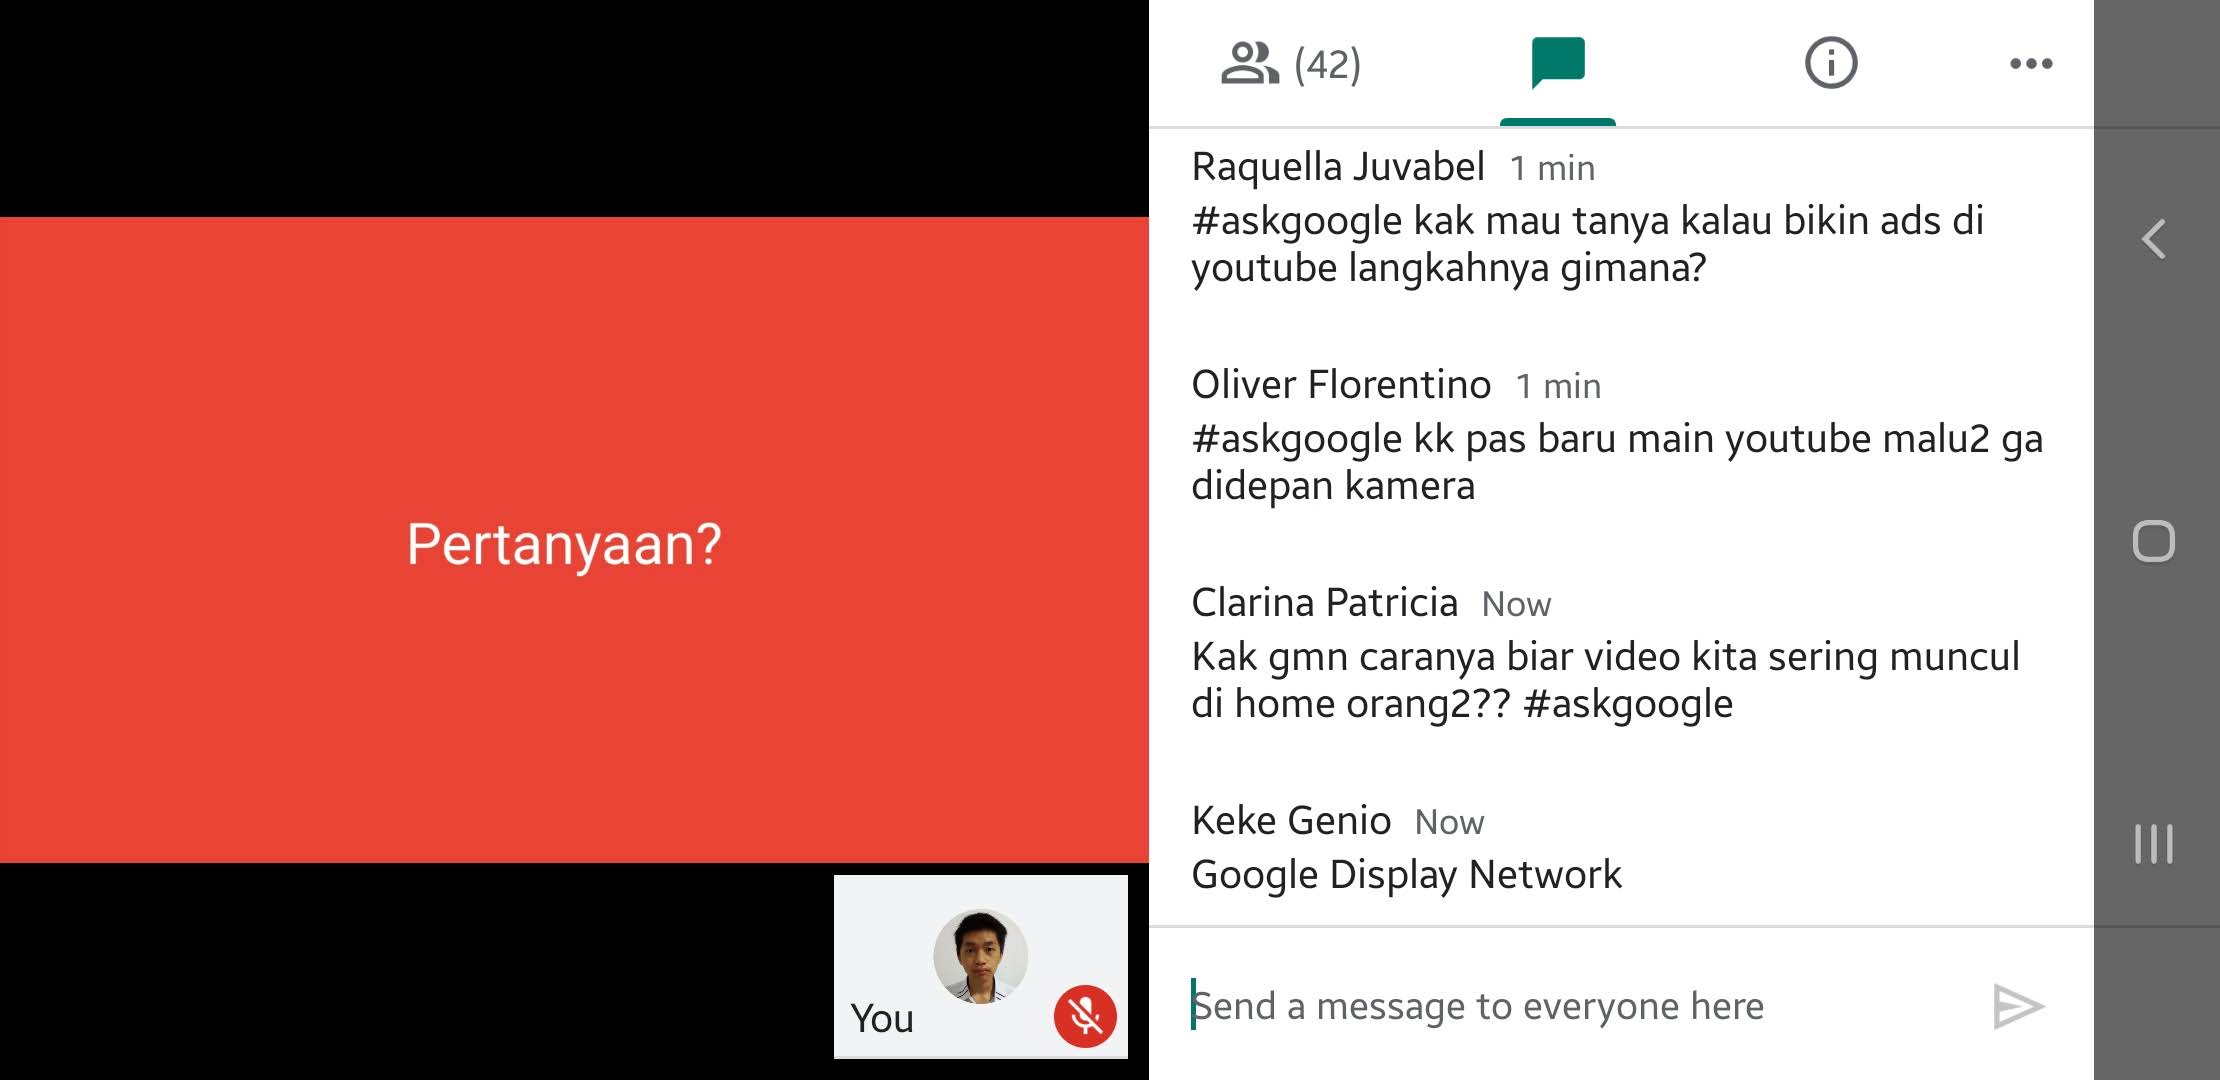 Pertanyaan?
You
(42)
Raquella Juvabel 1 min
#askgoogle kak mau tanya kalau bikin ads di
youtube langkahnya gimana?
Oliver Florentino 1 min
#askgoogle kk pas baru main youtube malu2 ga
didepan kamera
Clarina Patricia Now
Kak gmn caranya biar video kita sering muncul
di home orang2?? #askgoogle
Keke Genio Now
Google Display Network
Send a message to everyone here